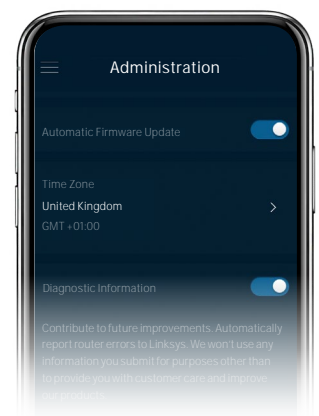 Administration
Automatic Firmware Update
Time Zone
United Kingdom
GMT +01:00
Diagnostic Information
Contribute to future improvements. Automatically
report router errors to Linksys. We won't use any
information you submit for purposes other than
to provide you with customer care and improve
our products.